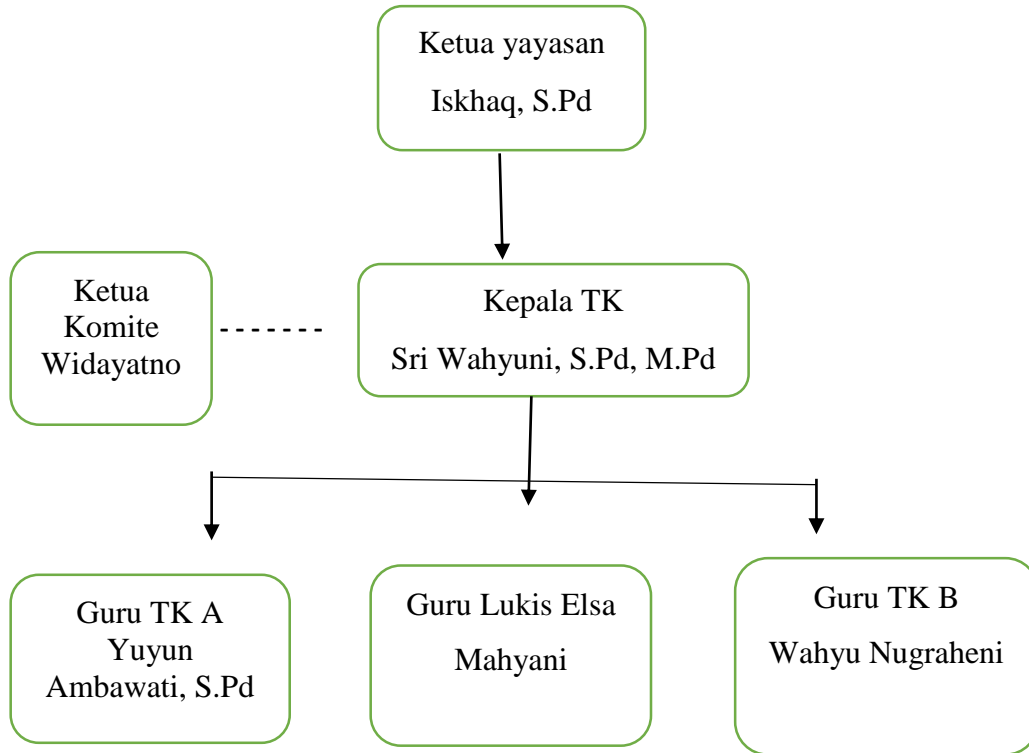 Ketua yayasan
Iskhaq, S.Pd
Ketua
Komite
Widayatno
Kepala TK
Sri Wahyuni, S.Pd, M.Pd
Guru TK A
Yuyun
Ambawati, S.Pd
Guru Lukis Elsa
Mahyani
Guru TK B
Wahyu Nugraheni